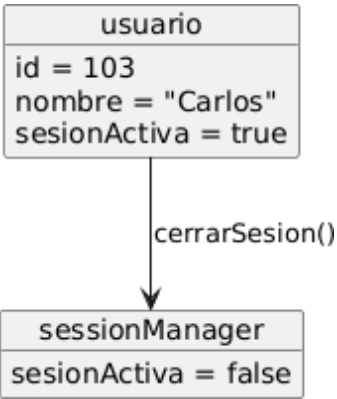 usuario
id = 103
nombre = "Carlos"
sesionActiva = true
cerrarSesion()
sessionManager
sesionActiva = false